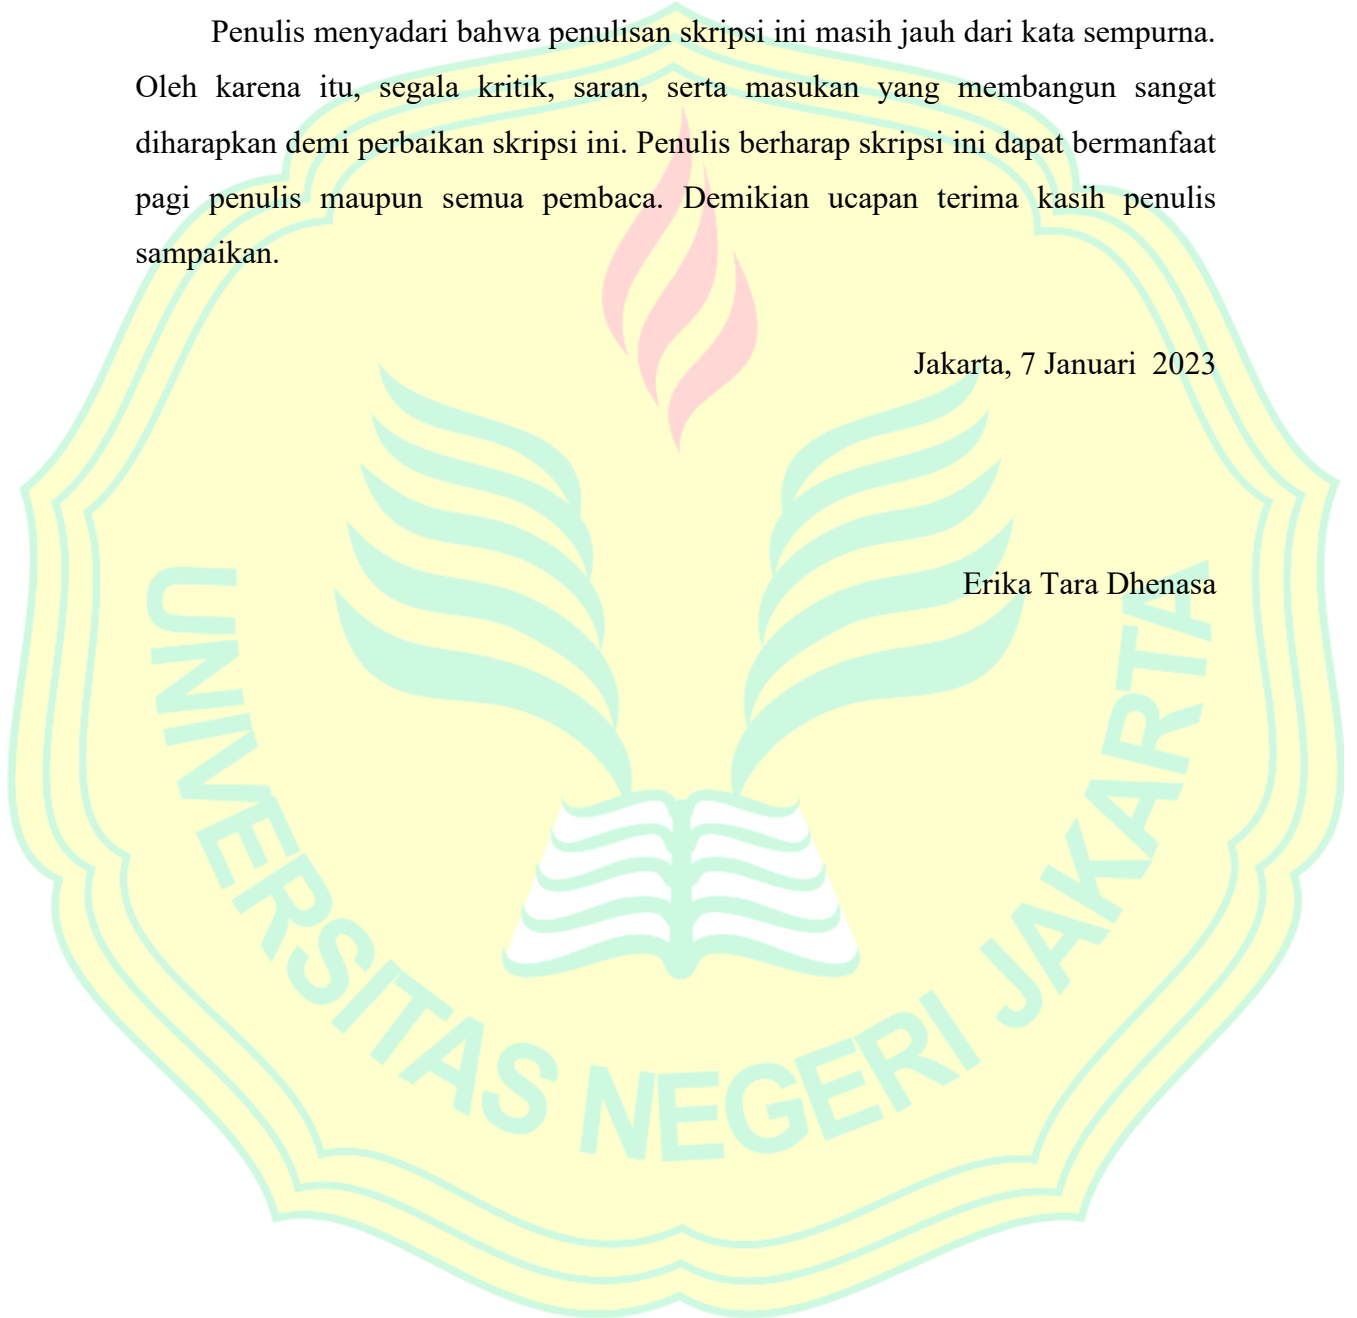 Penulis menyadari bahwa penulisan skripsi ini masih jauh dari kata sempurna.
Oleh karena itu, segala kritik, saran, serta masukan yang membangun sangat
diharapkan demi perbaikan skripsi ini. Penulis berharap skripsi ini dapat bermanfaat
pagi penulis maupun semua pembaca. Demikian ucapan terima kasih penulis
sampaikan.
Jakarta, 7 Januari  2023
Erika Tara Dhenasa
UNIVERSITAS NEGERI JAKARTA